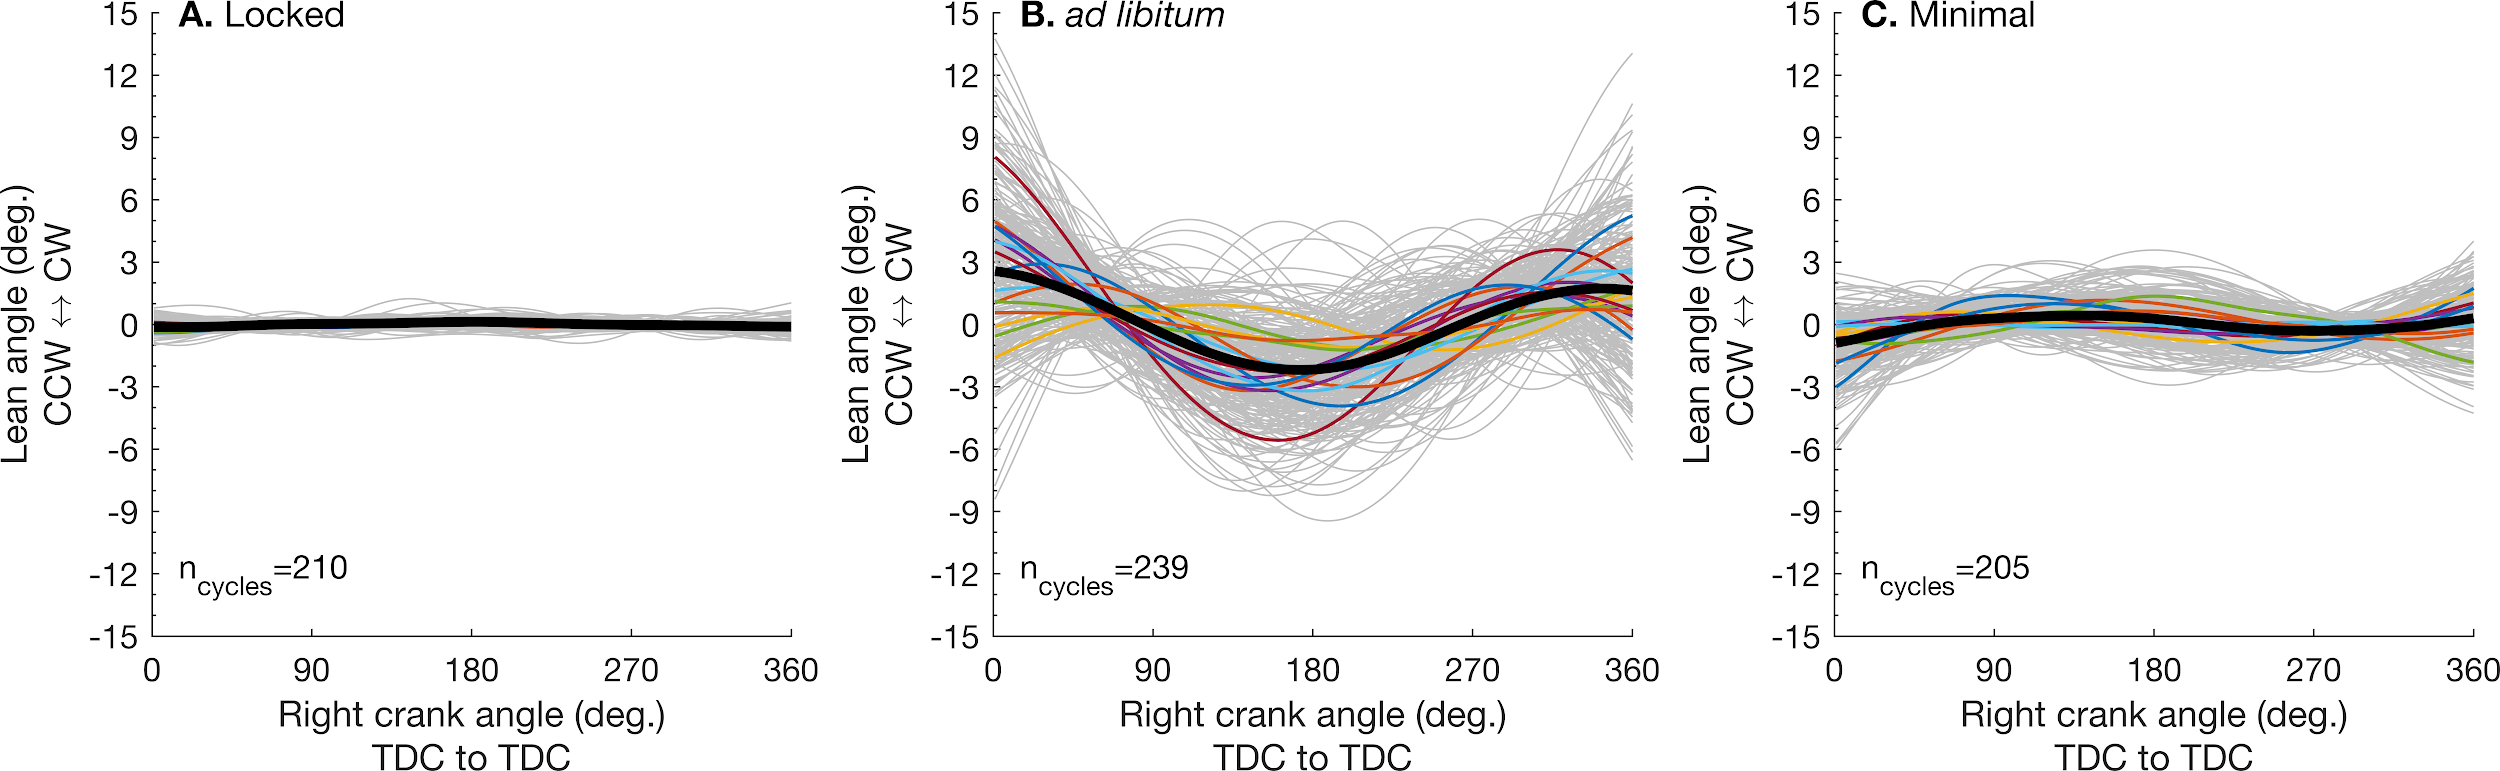 A. Locked
15
12
9
6
3
0
-3
-6
-9
-12
-15
Lean angle (deg.)
CCW ↔ CW
n cycles=210
0 90 180 270 360
Right crank angle (deg.)
TDC to TDC
B. ad libitum
15
12
9
6
3
0
-3
-6
-9
-12
-15
Lean angle (deg.)
CCW ↔ CW
n cycles=239
0 90 180 270 360
Right crank angle (deg.)
TDC to TDC
C. Minimal
15
12
9
6
3
0
-3
-6
-9
-12
-15
Lean angle (deg.)
CCW ↔ CW
n cycles=205
0 90 180 270 360
Right crank angle (deg.)
TDC to TDC